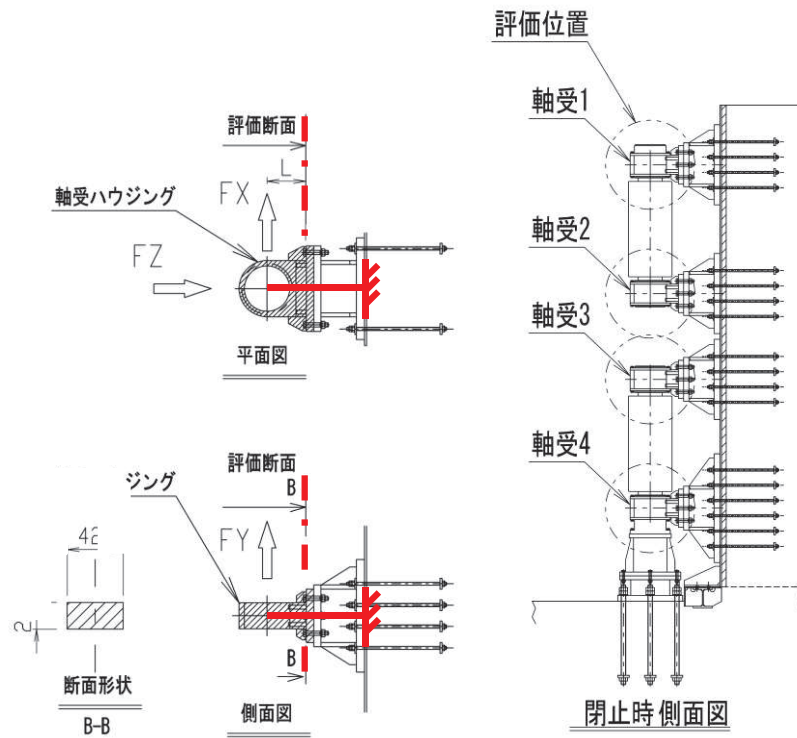 評価断面
L
FX
軸受ハウジング
FZ
平面図
評価断面
B
ジング
FY
42
2
B
断面形状
B-B
側面図
評価位置
軸受1
軸受2
軸受3
軸受4
閉止時側面図